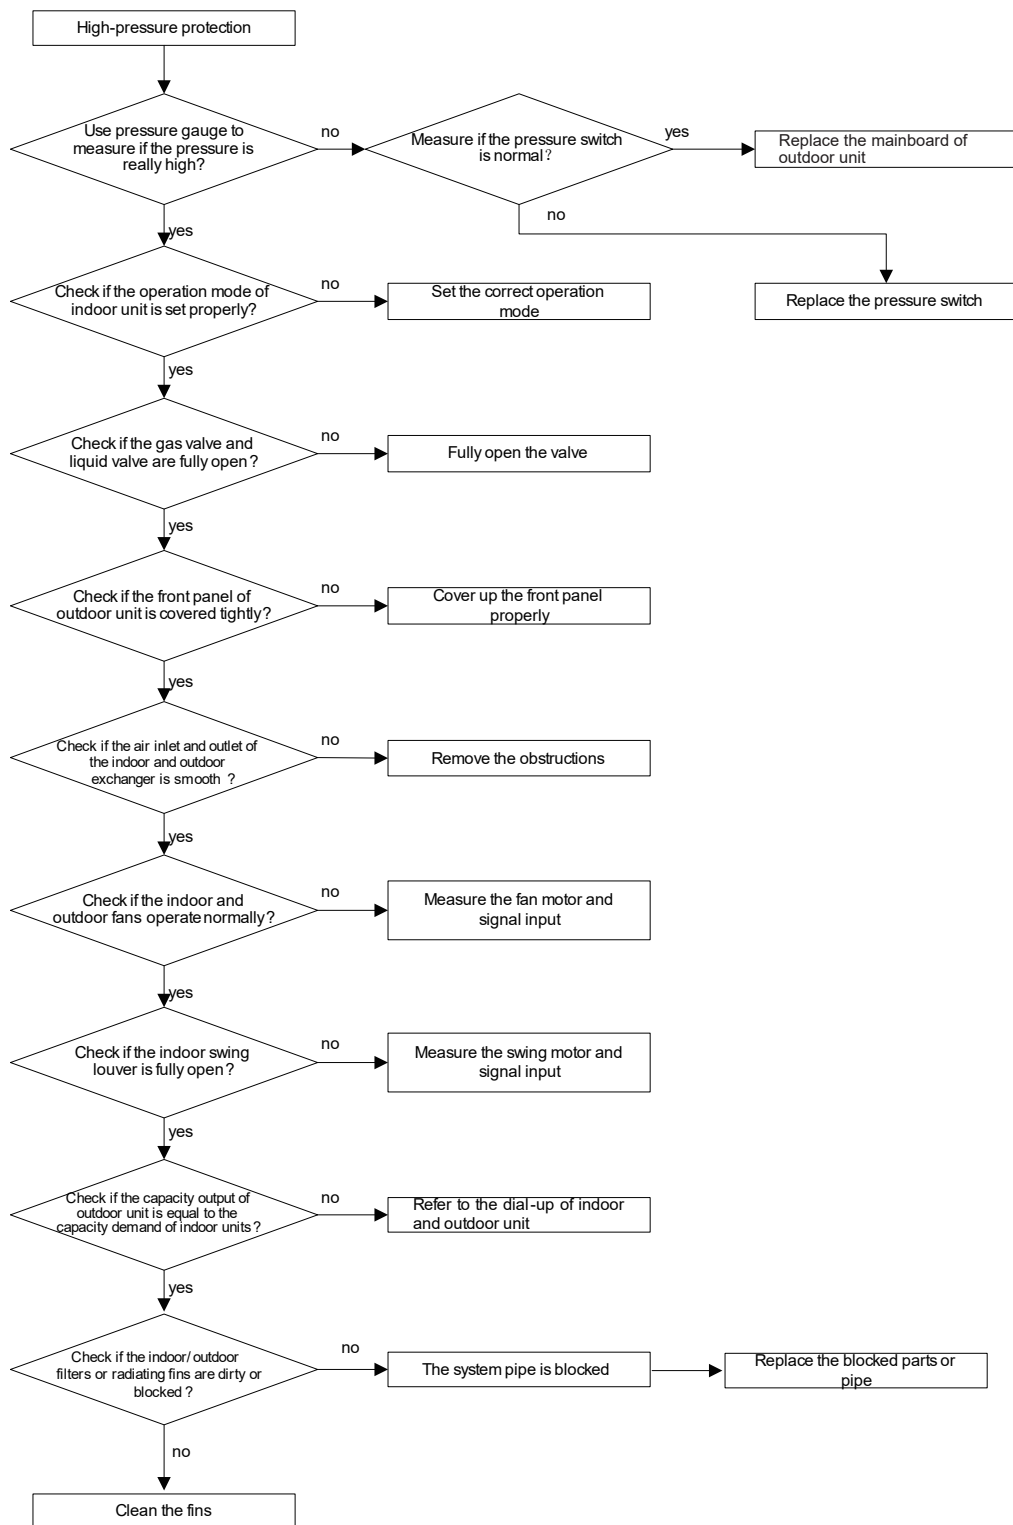 High-pressure protection
Use pressure gauge to
measure if the pressure is
really high?
no
Measure if the pressure switch
is normal?
yes
Replace the mainboard of
outdoor unit
no
Replace the pressure switch
yes
Check if the operation mode of
indoor unit is set properly?
no
Set the correct operation
mode
yes
Check if the gas valve and
liquid valve are fully open?
no
Fully open the valve
yes
Check if the front panel of
outdoor unit is covered tightly?
no
Cover up the front panel
properly
yes
Check if the air inlet and outlet of
the indoor and outdoor
exchanger is smooth ?
no
Remove the obstructions
yes
Check if the indoor and
outdoor fans operate normally?
no
Measure the fan motor and
signal input
yes
Check if the indoor swing
louver is fully open?
no
Measure the swing motor and
signal input
yes
Check if the capacity output of
outdoor unit is equal to the
capacity demand of indoor units?
no
Refer to the dial-up of indoor
and outdoor unit
yes
Check if the indoor/ outdoor
filters or radiating fins are dirty or
blocked ?
no
The system pipe is blocked
Replace the blocked parts or
pipe
no
Clean the fins